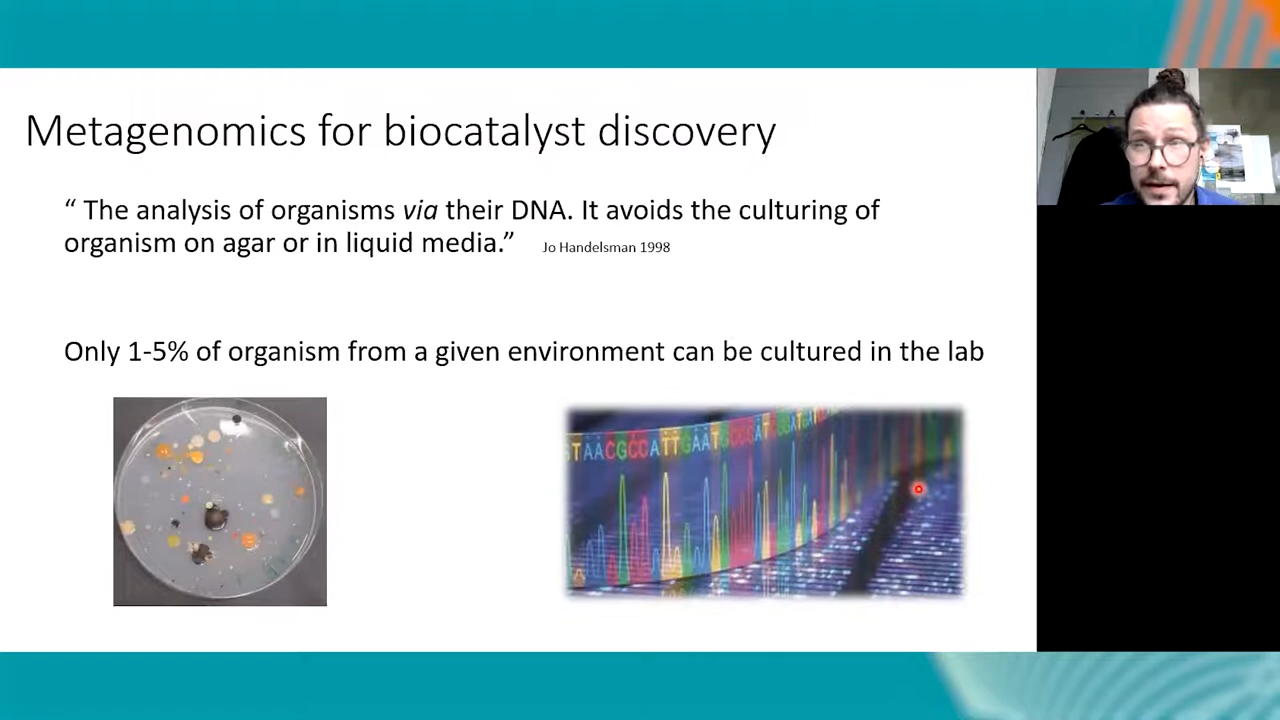 Metagenomics for biocatalyst discovery
“ The analysis of organisms via their DNA. It avoids the culturing of
organism on agar or in liquid media.” Jo Handelsman 1998
Only 1-5% of organism from a given environment can be cultured in the lab
TAACGCCATTGAATGCCCATCGGATGAT